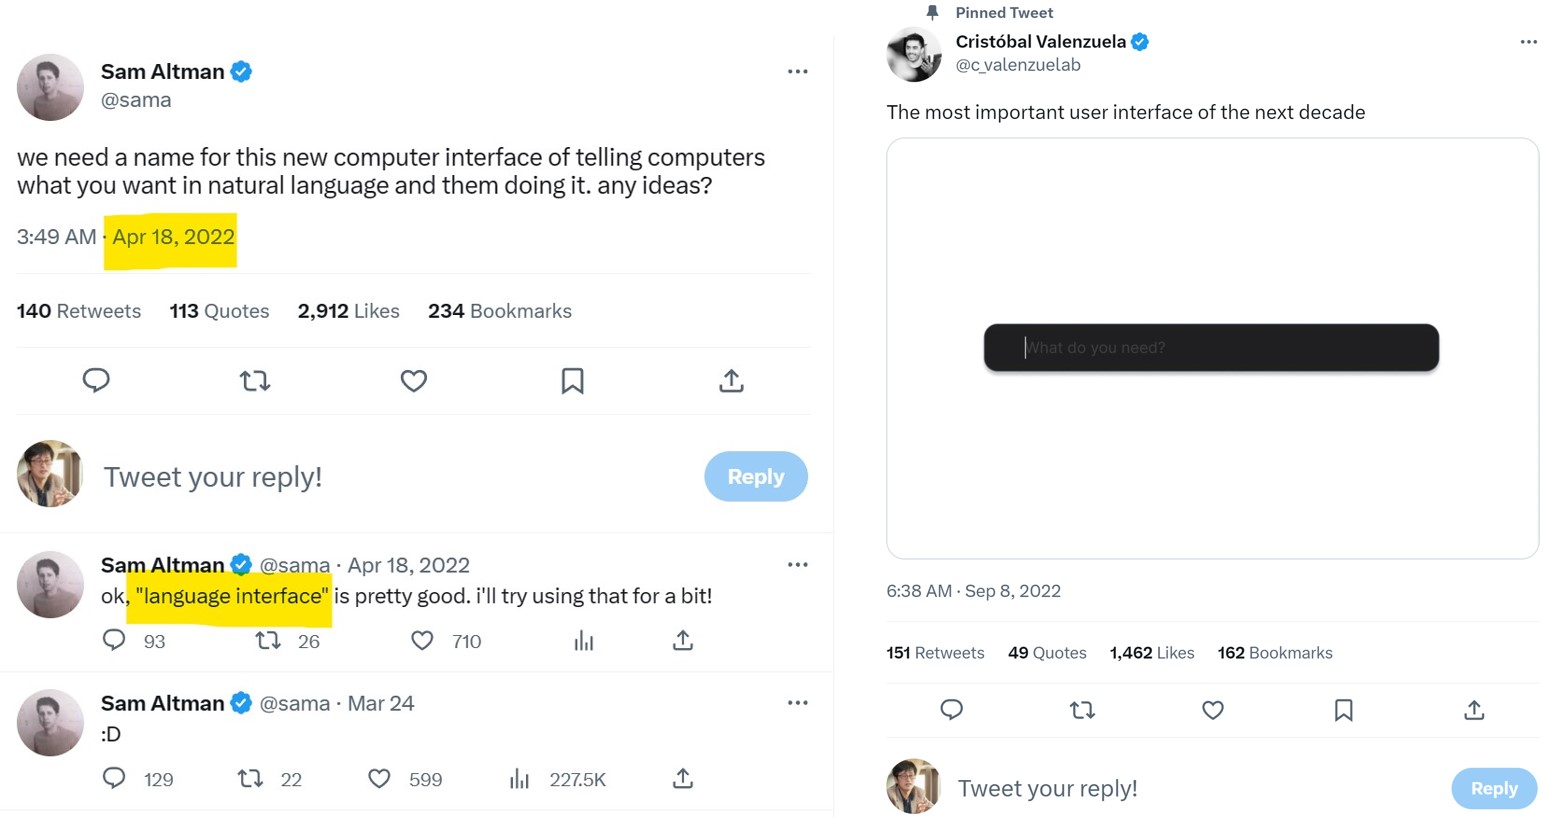 Sam Altman
@sama
we need a name for this new computer interface of telling computers
what you want in natural language and them doing it. any ideas?
3:49 AM · Apr 18, 2022
140 Retweets 113 Quotes 2,912 Likes 234 Bookmarks
Tweet your reply!
Reply
Sam Altman @sama · Apr 18, 2022
ok, "language interface" is pretty good. i'll try using that for a bit!
93 26 710
Sam Altman @sama · Mar 24
:D
129 22 599 227.5K
Pinned Tweet
Cristóbal Valenzuela
@c_valenzuelab
The most important user interface of the next decade
What do you need?
6:38 AM · Sep 8, 2022
151 Retweets 49 Quotes 1,462 Likes 162 Bookmarks
Tweet your reply!
Reply